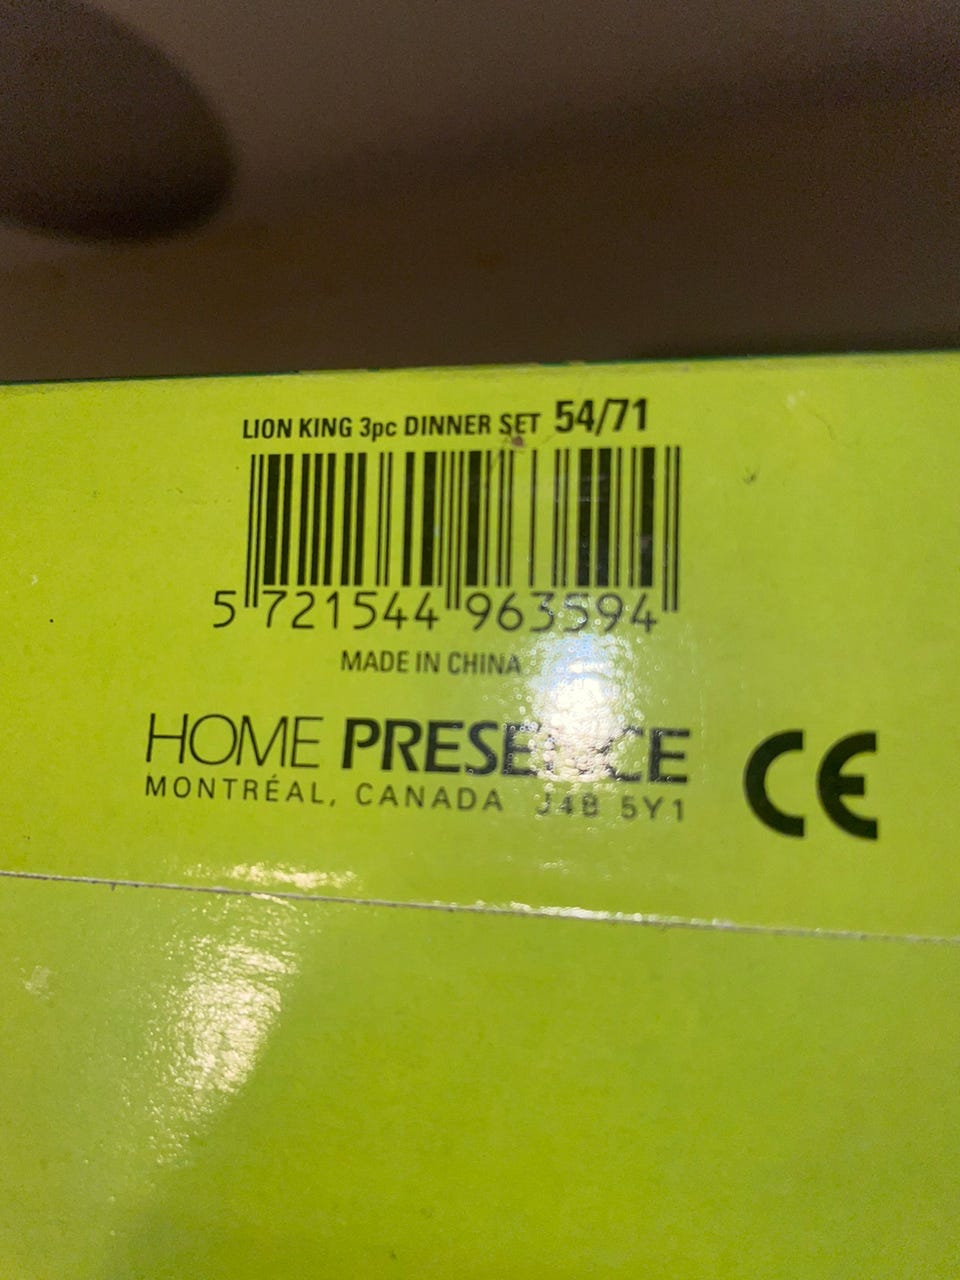 LION KING 3pc DINNER SET 54/71
5 721544 963594
MADE IN CHINA
HOME PRESENCE
MONTRÉAL, CANADA J4B 5Y1
CE